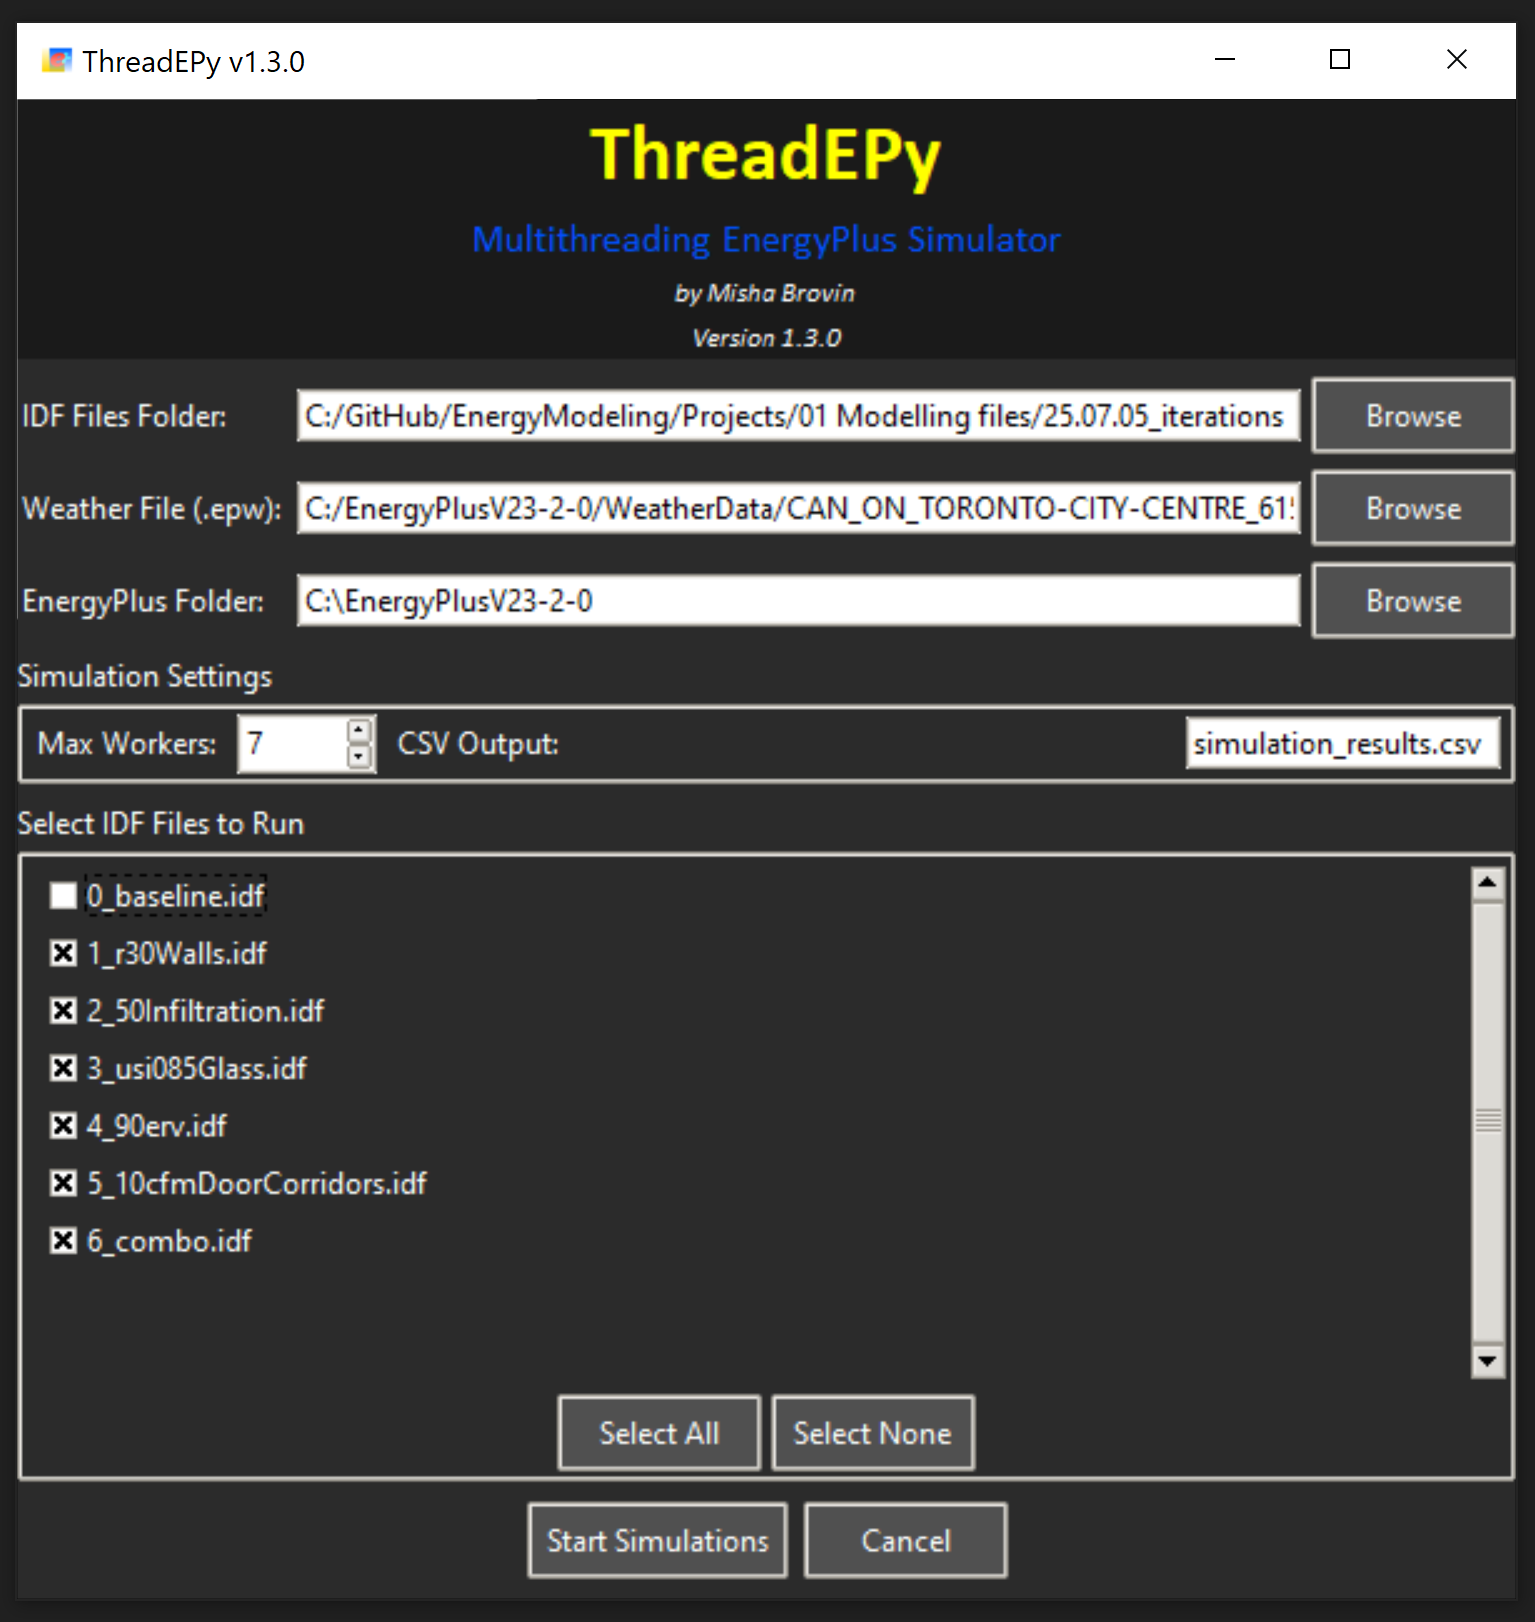 ThreadEPy v1.3.0
ThreadEPy
Multithreading EnergyPlus Simulator
by Misha Brovin
Version 1.3.0
IDF Files Folder: C:/GitHub/EnergyModeling/Projects/01 Modelling files/25.07.05_iterations Browse
Weather File (.epw): C:/EnergyPlusV23-2-0/WeatherData/CAN_ON_TORONTO-CITY-CENTRE_615 Browse
EnergyPlus Folder: C:\EnergyPlusV23-2-0 Browse
Simulation Settings
Max Workers: 7 CSV Output: simulation_results.csv
Select IDF Files to Run
0_baseline.idf
1_r30Walls.idf
2_50Infiltration.idf
3_usi085Glass.idf
4_90erv.idf
5_10cfmDoorCorridors.idf
6_combo.idf
Select All Select None
Start Simulations Cancel